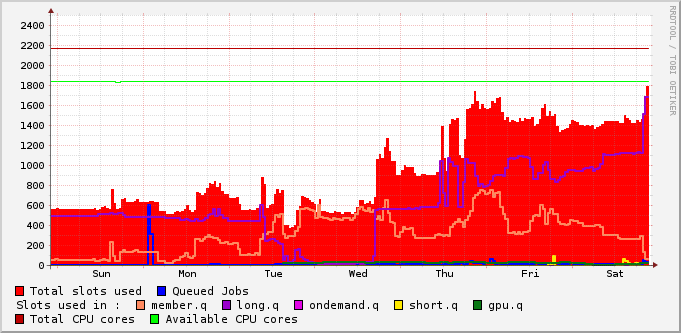 2400
2200
2000
1800
1600
1400
1200
1000
800
600
400
200
0
Sun Mon Tue Wed Thu Fri Sat
RRDTOOL / TOBI OETIKER
Total slots used Queued Jobs
Slots used in : member.q long.q ondemand.q short.q gpu.q
Total CPU cores Available CPU cores